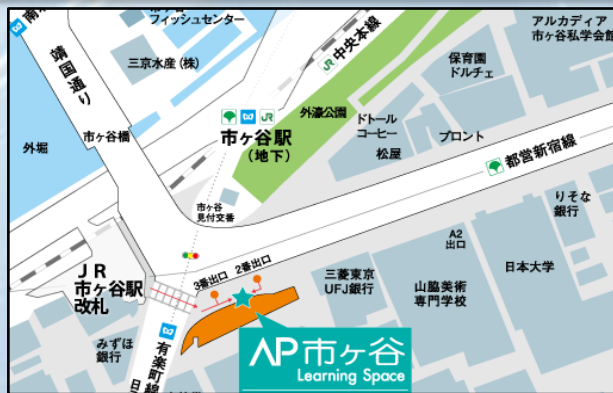 フィッシュセンター
三京水産(株)
靖国通り
JR中央本線
アルカディア
市ヶ谷私学会館
保育園
ドルチェ
外濠公園
ドトール
コーヒー
プロント
松屋
市ヶ谷橋
外堀
JR
市ヶ谷駅
(地下)
都営新宿線
市ヶ谷
見付交番
りそな
銀行
A2
出口
日本大学
3番出口
2番出口
三菱東京
UFJ銀行
山脇美術
専門学校
JR
市ヶ谷駅
改札
みずほ
銀行
有楽町線
AP市ヶ谷
Learning Space